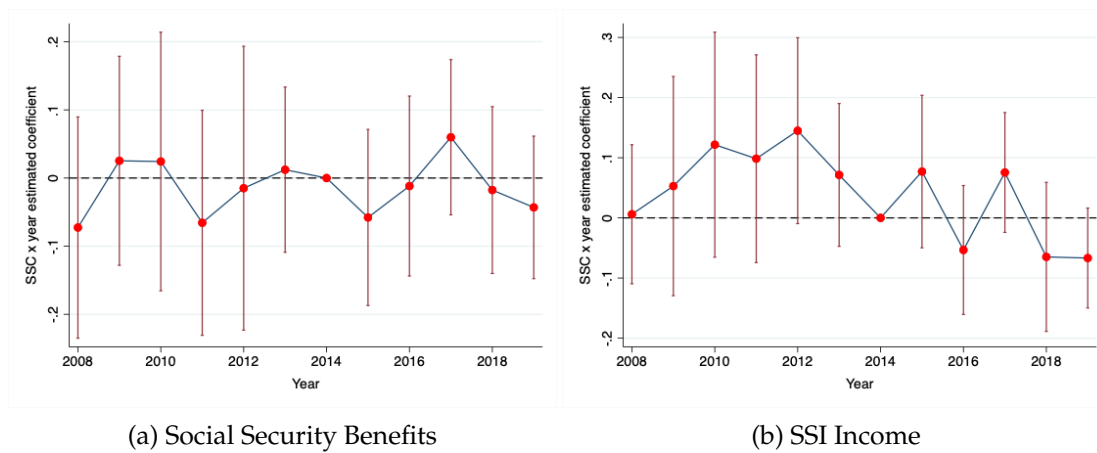 SSC x year estimated coefficient
.2
.1
0
-.1
-.2
2008 2010 2012 2014 2016 2018
Year
(a) Social Security Benefits
SSC x year estimated coefficient
.3
.2
.1
0
-.1
-.2
2008 2010 2012 2014 2016 2018
Year
(b) SSI Income